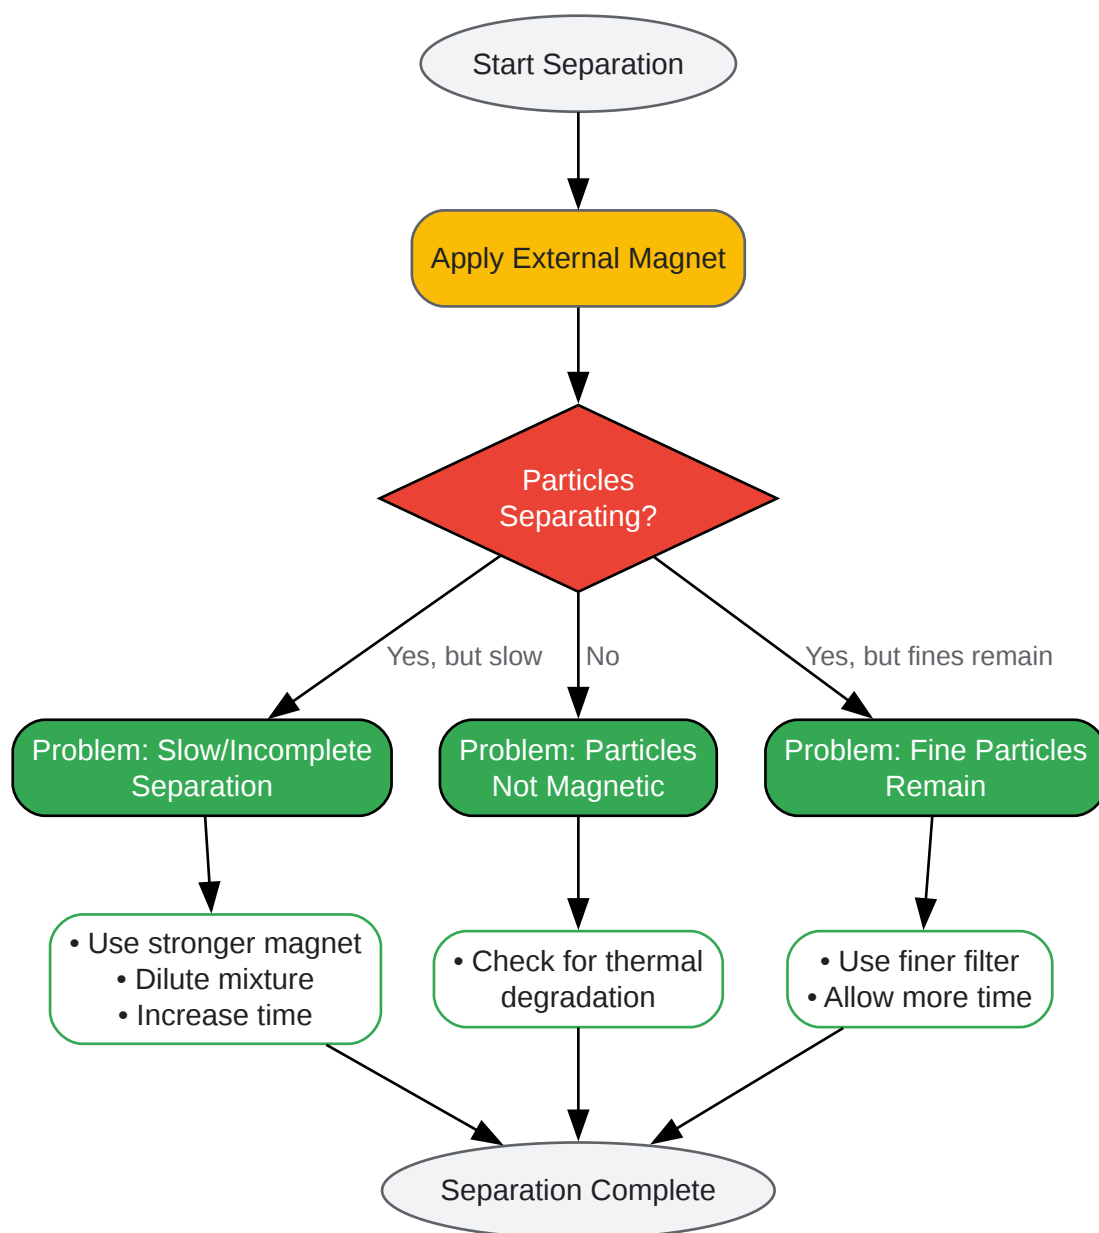 Start Separation
Apply External Magnet
Particles
Separating?
Yes, but slow
No
Yes, but fines remain
Problem: Slow/Incomplete
Separation
Problem: Particles
Not Magnetic
Problem: Fine Particles
Remain
• Use stronger magnet
• Dilute mixture
• Increase time
• Check for thermal
degradation
• Use finer filter
• Allow more time
Separation Complete